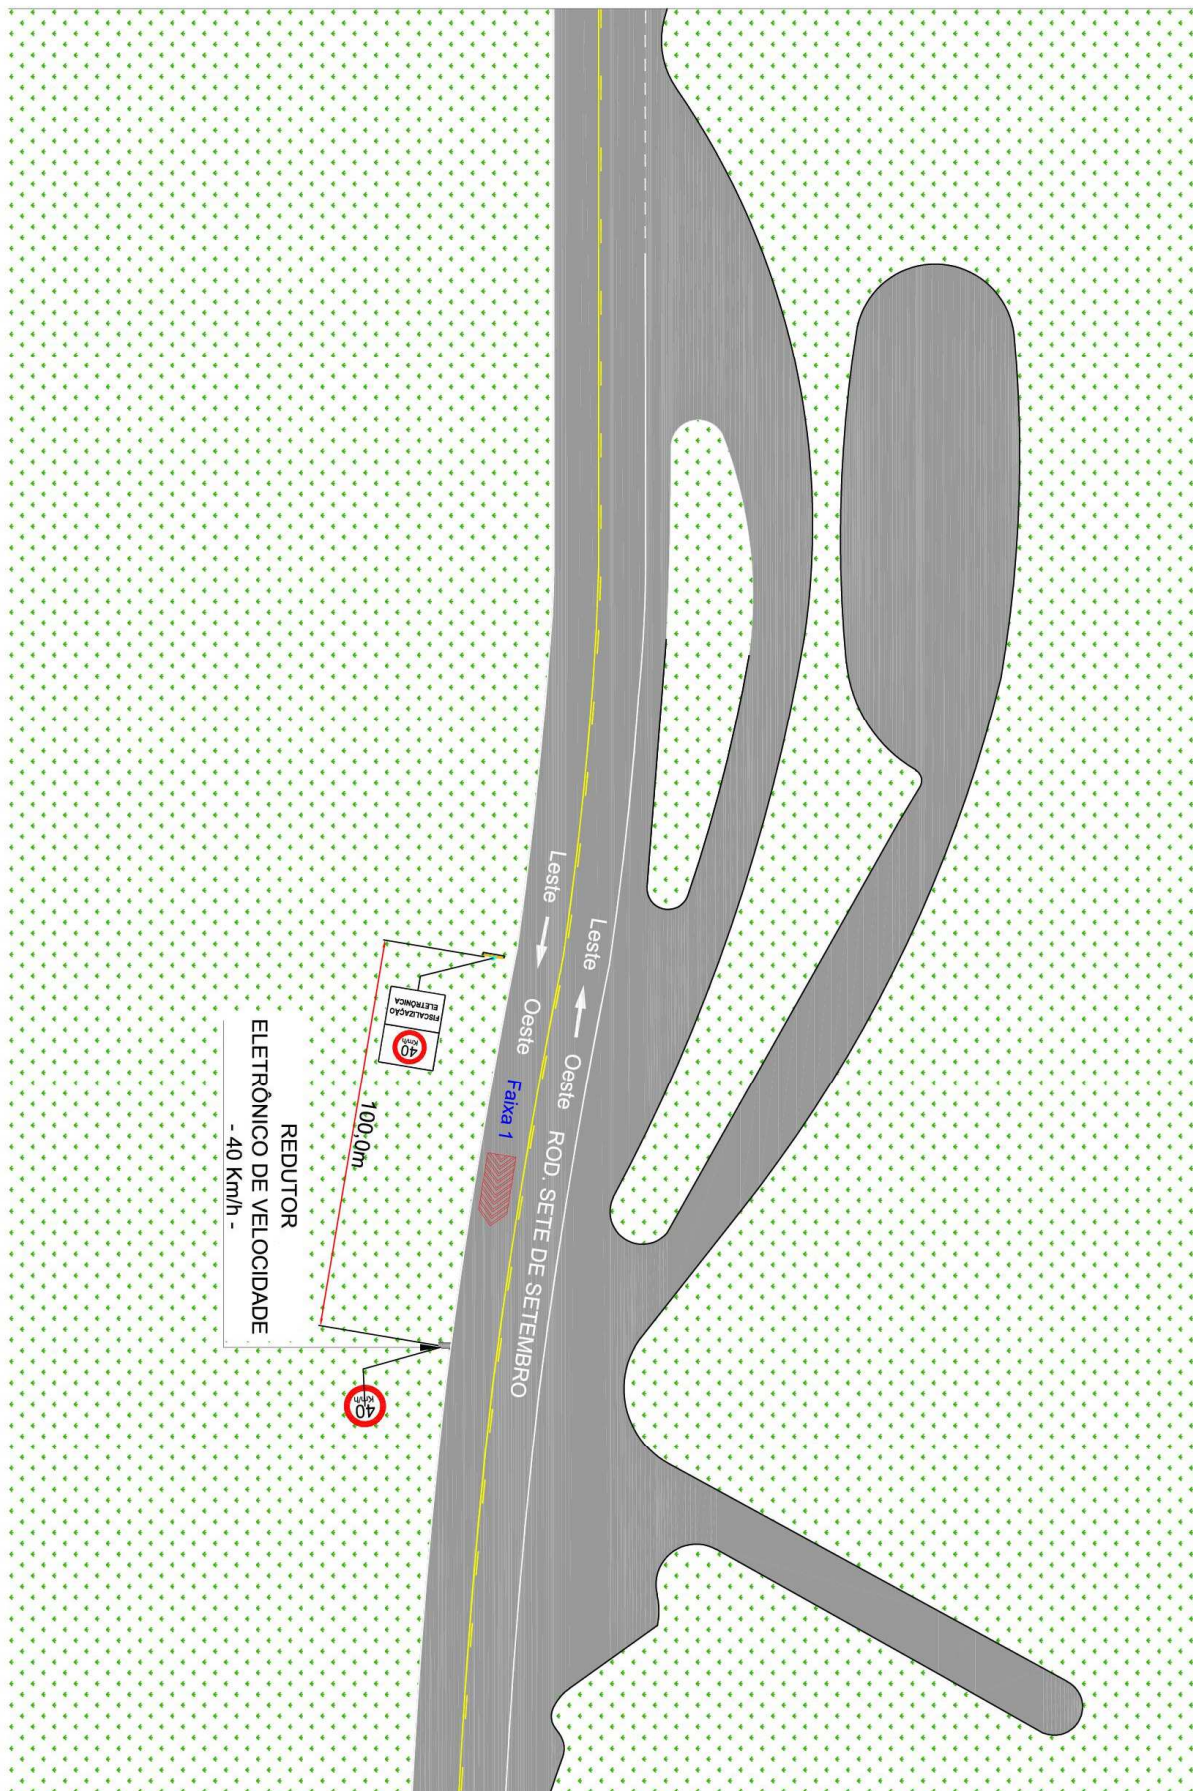 Leste
Oeste
Faixa 1
Leste
Oeste
ROD. SETE DE SETEMBRO
FISCALIZAÇÃO
ELETRÔNICA
40
Km/h
100,0m
REDUTOR
ELETRÔNICO DE VELOCIDADE
- 40 Km/h -
40
Km/h